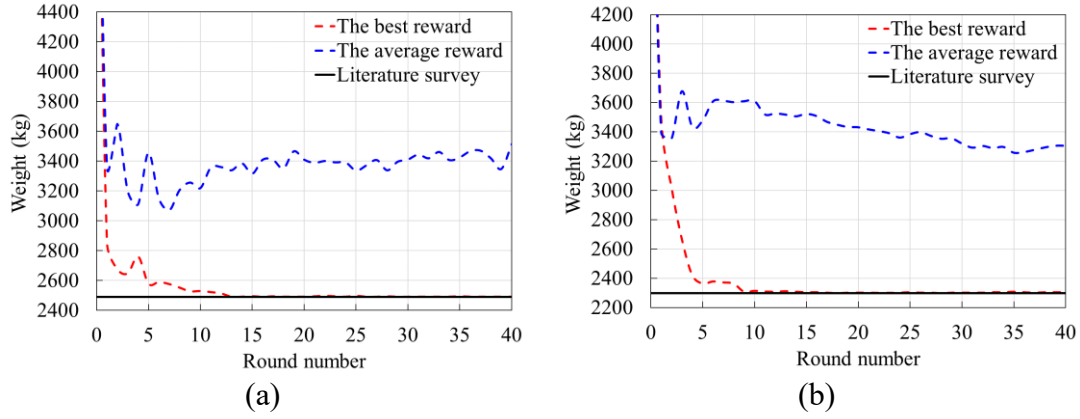 4400
4200
4000
3800
3600
3400
3200
3000
2800
2600
2400
Weight (kg)
The best reward
The average reward
Literature survey
0 5 10 15 20 25 30 35 40
Round number
(a)
4200
4000
3800
3600
3400
3200
3000
2800
2600
2400
2200
Weight (kg)
The best reward
The average reward
Literature survey
0 5 10 15 20 25 30 35 40
Round number
(b)